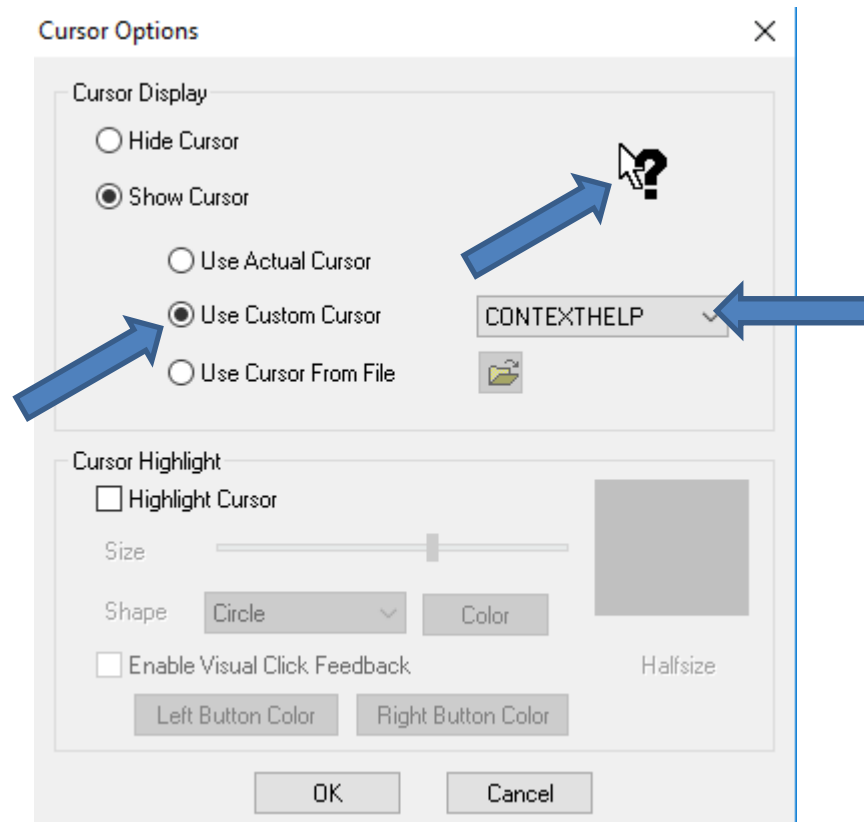 Cursor Options
Cursor Display
Hide Cursor
Show Cursor
Use Actual Cursor
Use Custom Cursor CONTEXTHELP
Use Cursor From File
Cursor Highlight
Highlight Cursor
Size
Shape Circle Color
Enable Visual Click Feedback Halfsize
Left Button Color Right Button Color
OK Cancel